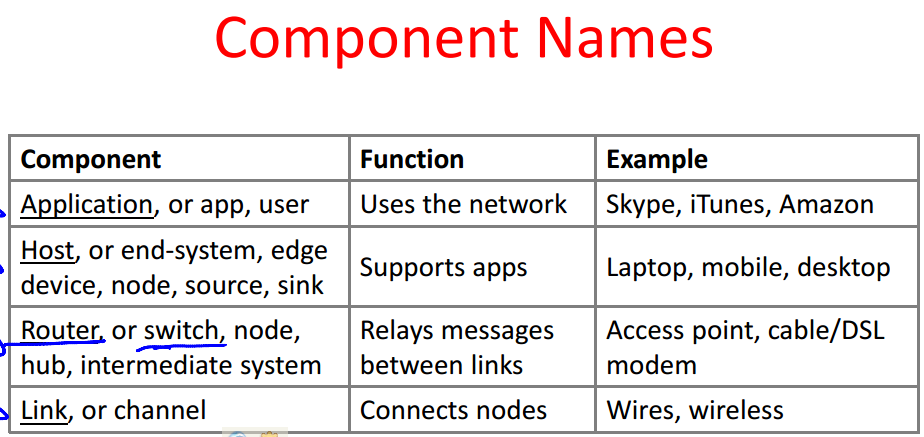 Component Names
Component Function Example
Application, or app, user Uses the network Skype, iTunes, Amazon
Host, or end-system, edge
device, node, source, sink Supports apps Laptop, mobile, desktop
Router, or switch, node, Relays messages Access point, cable/DSL
hub, intermediate system between links modem
Link, or channel Connects nodes Wires, wireless